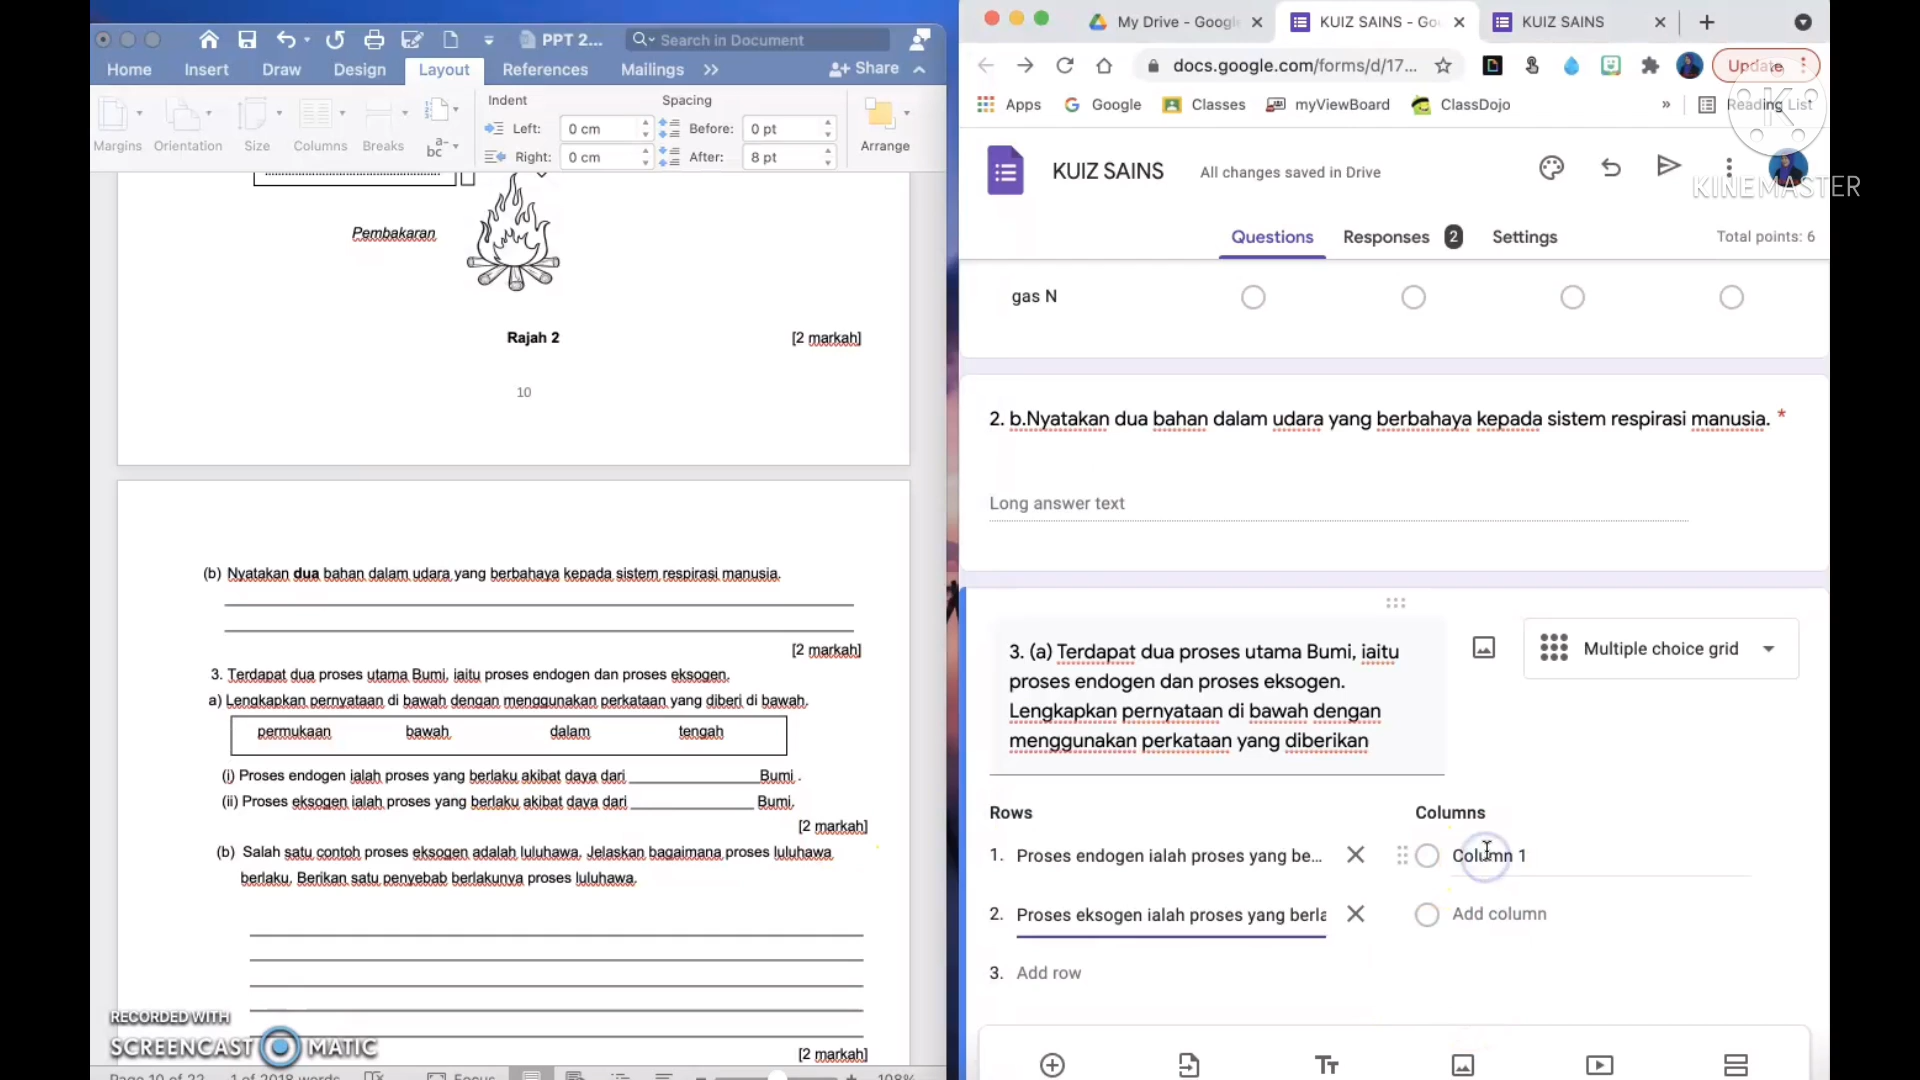 PPT 2...
Search in Document
Home Insert Draw Design Layout References Mailings >> Share
Indent Spacing
Left: 0 cm Before: 0 pt
Right: 0 cm After: 8 pt
Margins Orientation Size Columns Breaks Arrange
Pembakaran
Rajah 2 [2 markah]
10
(b) Nyatakan dua bahan dalam udara yang berbahaya kepada sistem respirasi manusia.
[2 markah]
3. Terdapat dua proses utama Bumi, iaitu proses endogen dan proses eksogen.
a) Lengkapkan pernyataan di bawah dengan menggunakan perkataan yang diberi di bawah.
permukaan bawah dalam tengah
(i) Proses endogen ialah proses yang berlaku akibat daya dari ________ Bumi .
(ii) Proses eksogen ialah proses yang berlaku akibat daya dari ________ Bumi.
[2 markah]
(b) Salah satu contoh proses eksogen adalah luluhawa. Jelaskan bagaimana proses luluhawa
berlaku. Berikan satu penyebab berlakunya proses luluhawa.
[2 markah]
RECORDED WITH
SCREENCAST MATIC
Page 10 of 22 1 of 2018 words Focus 108%
My Drive - Google KUIZ SAINS - Go KUIZ SAINS
docs.google.com/forms/d/17... Update
Apps Google Classes myViewBoard ClassDojo » Reading List
KUIZ SAINS All changes saved in Drive
KINEMASTER
Questions Responses 2 Settings Total points: 6
gas N
2. b.Nyatakan dua bahan dalam udara yang berbahaya kepada sistem respirasi manusia. *
Long answer text
3. (a) Terdapat dua proses utama Bumi, iaitu
proses endogen dan proses eksogen.
Lengkapkan pernyataan di bawah dengan
menggunakan perkataan yang diberikan
Multiple choice grid
Rows Columns
1. Proses endogen ialah proses yang be... Column 1
2. Proses eksogen ialah proses yang berla Add column
3. Add row